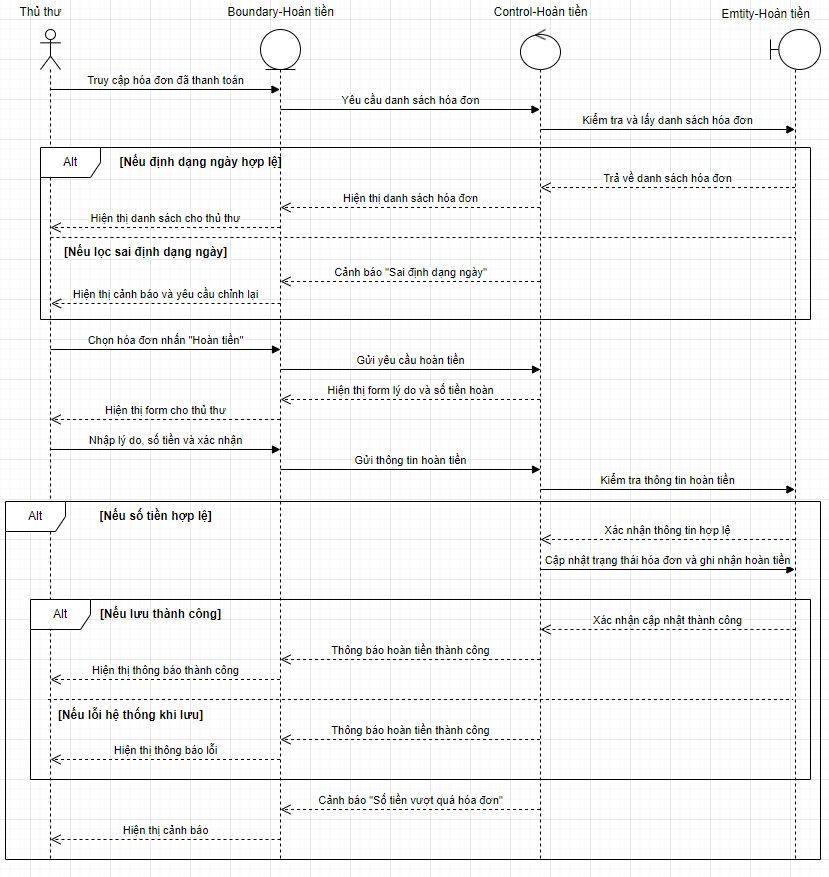 Thủ thư
Boundary-Hoàn tiền
Control-Hoàn tiền
Emtity-Hoàn tiền
Truy cập hóa đơn đã thanh toán
Yêu cầu danh sách hóa đơn
Kiểm tra và lấy danh sách hóa đơn
Alt
[Nếu định dạng ngày hợp lệ]
Trả về danh sách hóa đơn
Hiện thị danh sách hóa đơn
Hiện thị danh sách cho thủ thư
[Nếu lọc sai định dạng ngày]
Cảnh báo "Sai định dạng ngày"
Hiện thị cảnh báo và yêu cầu chỉnh lại
Chọn hóa đơn nhấn "Hoàn tiền"
Gửi yêu cầu hoàn tiền
Hiện thị form lý do và số tiền hoàn
Hiện thị form cho thủ thư
Nhập lý do, số tiền và xác nhận
Gửi thông tin hoàn tiền
Kiểm tra thông tin hoàn tiền
Alt
[Nếu số tiền hợp lệ]
Xác nhận thông tin hợp lệ
Cập nhật trạng thái hóa đơn và ghi nhận hoàn tiền
Alt
[Nếu lưu thành công]
Xác nhận cập nhật thành công
Thông báo hoàn tiền thành công
Hiện thị thông báo thành công
[Nếu lỗi hệ thống khi lưu]
Thông báo hoàn tiền thành công
Hiện thị thông báo lỗi
Cảnh báo "Số tiền vượt quá hóa đơn"
Hiện thị cảnh báo